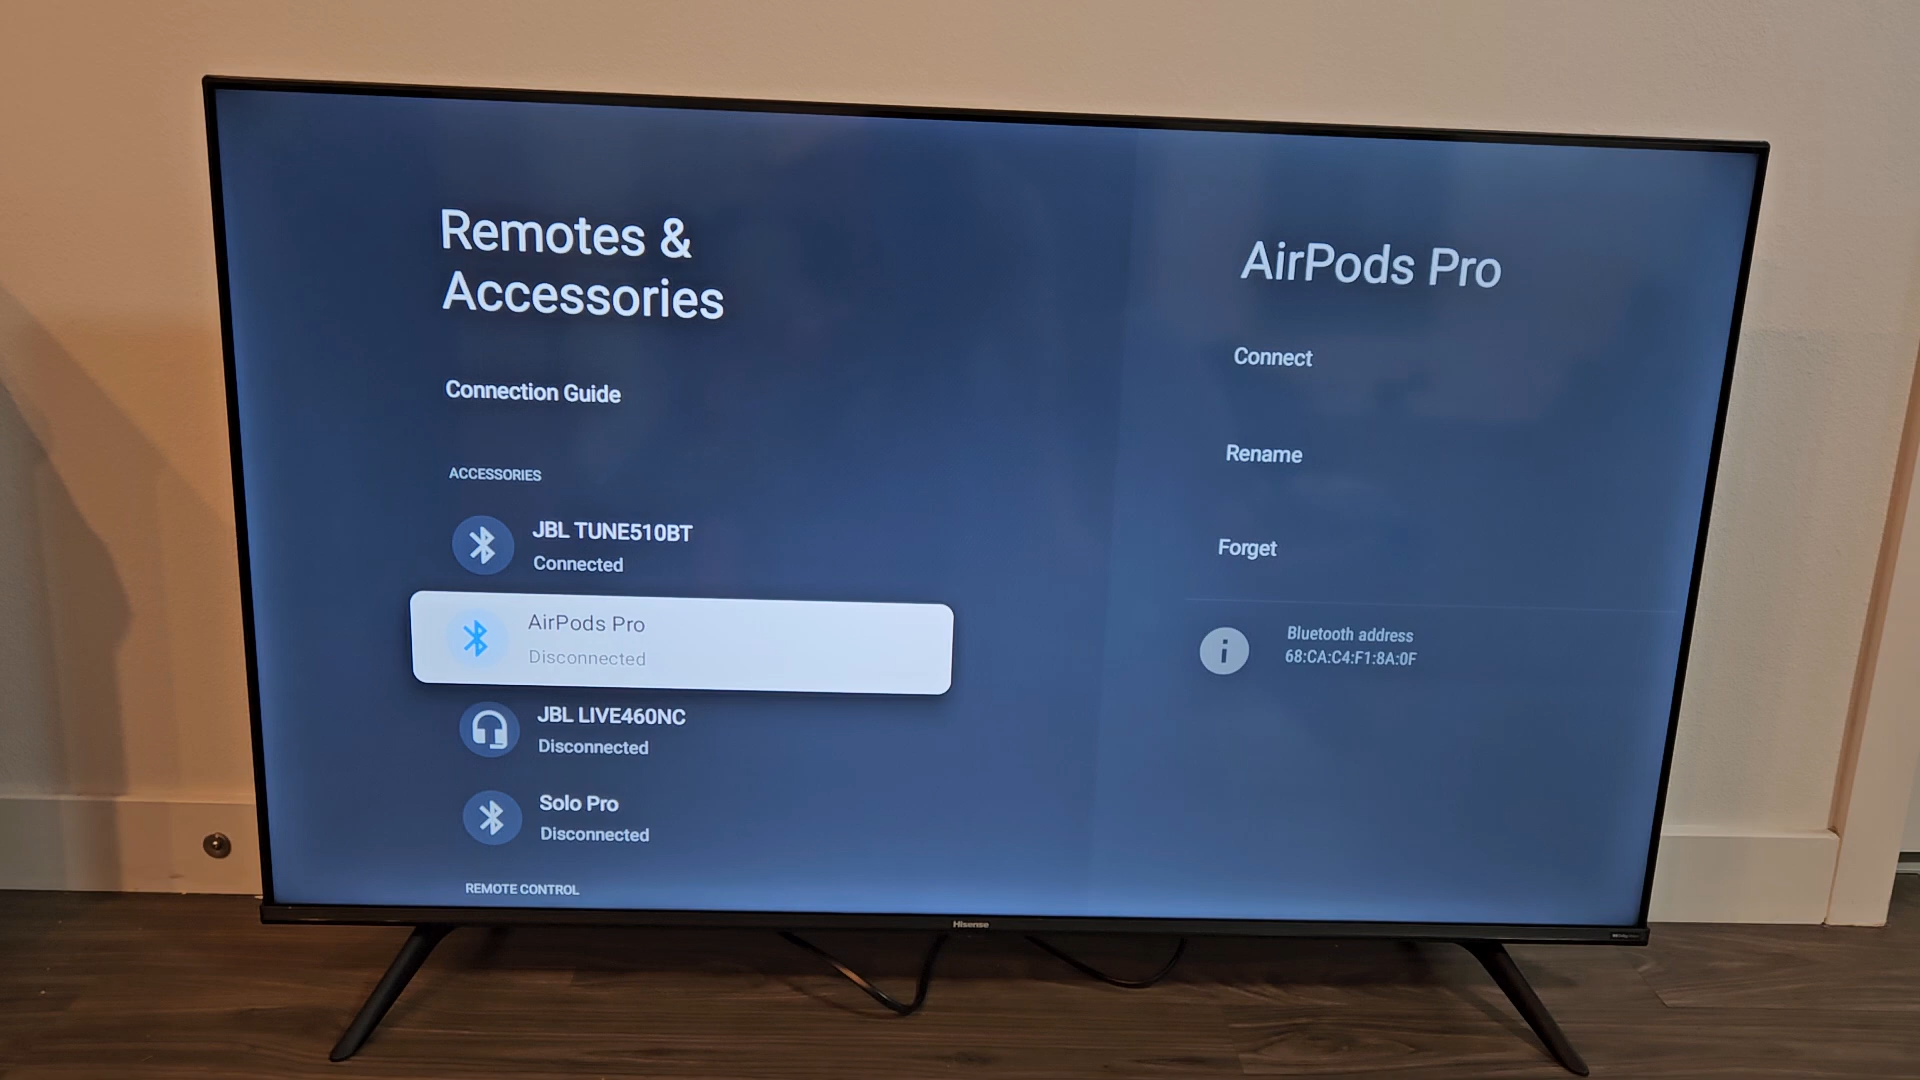 Remotes &
Accessories
Connection Guide
ACCESSORIES
JBL TUNE510BT
Connected
AirPods Pro
Disconnected
JBL LIVE460NC
Disconnected
Solo Pro
Disconnected
REMOTE CONTROL
AirPods Pro
Connect
Rename
Forget
Bluetooth address
68:CA:C4:F1:8A:0F
Hisense